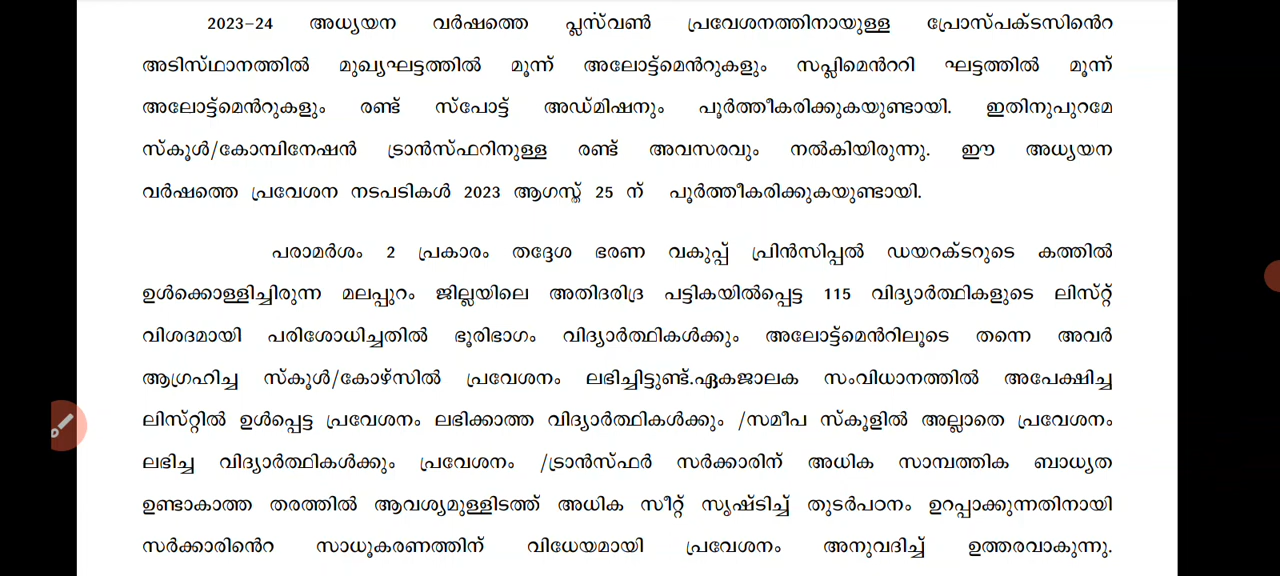 2023-24 അധ്യയന വർഷത്തെ പ്ലസ്‌വൺ പ്രവേശനത്തിനായുള്ള പ്രോസ്പക്ടസിന്റെ
അടിസ്ഥാനത്തിൽ മുഖ്യഘട്ടത്തിൽ മൂന്ന് അലോട്ട്മെന്റുകളും സപ്ലിമെന്ററി ഘട്ടത്തിൽ മൂന്ന്
അലോട്ട്മെന്റുകളും രണ്ട് സ്പോട്ട് അഡ്മിഷനും പൂർത്തീകരിക്കുകയുണ്ടായി. ഇതിനുപുറമേ
സ്കൂൾ/കോമ്പിനേഷൻ ട്രാൻസ്ഫറിനുള്ള രണ്ട് അവസരവും നൽകിയിരുന്നു. ഈ അധ്യയന
വർഷത്തെ പ്രവേശന നടപടികൾ 2023 ആഗസ്റ്റ് 25 ന് പൂർത്തീകരിക്കുകയുണ്ടായി.
പരാമർശം 2 പ്രകാരം തദ്ദേശ ഭരണ വകുപ്പ് പ്രിൻസിപ്പൽ ഡയറക്ടറുടെ കത്തിൽ
ഉൾക്കൊള്ളിച്ചിരുന്ന മലപ്പുറം ജില്ലയിലെ അതിദരിദ്ര പട്ടികയിൽപ്പെട്ട 115 വിദ്യാർത്ഥികളുടെ ലിസ്റ്റ്
വിശദമായി പരിശോധിച്ചതിൽ ഭൂരിഭാഗം വിദ്യാർത്ഥികൾക്കും അലോട്ട്മെന്റിലൂടെ തന്നെ അവർ
ആഗ്രഹിച്ച സ്കൂൾ/കോഴ്സിൽ പ്രവേശനം ലഭിച്ചിട്ടുണ്ട്.ഏകജാലക സംവിധാനത്തിൽ അപേക്ഷിച്ച
ലിസ്റ്റിൽ ഉൾപ്പെട്ട പ്രവേശനം ലഭിക്കാത്ത വിദ്യാർത്ഥികൾക്കും /സമീപ സ്കൂളിൽ അല്ലാതെ പ്രവേശനം
ലഭിച്ച വിദ്യാർത്ഥികൾക്കും പ്രവേശനം /ട്രാൻസ്ഫർ സർക്കാരിന് അധിക സാമ്പത്തിക ബാധ്യത
ഉണ്ടാകാത്ത തരത്തിൽ ആവശ്യമുള്ളിടത്ത് അധിക സീറ്റ് സൃഷ്ടിച്ച് തുടർപഠനം ഉറപ്പാക്കുന്നതിനായി
സർക്കാരിന്റെ സാധൂകരണത്തിന് വിധേയമായി പ്രവേശനം അനുവദിച്ച് ഉത്തരവാകുന്നു.